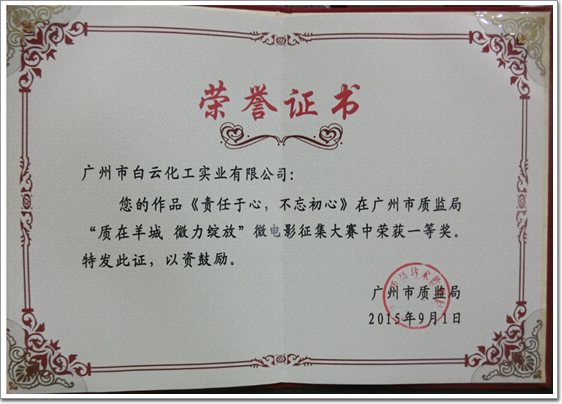 荣誉证书
广州市白云化工实业有限公司：
您的作品《责任于心，不忘初心》在广州市质监局
“质在羊城 微力绽放”微电影征集大赛中荣获一等奖。
特发此证，以资鼓励。
广州市质监局
2015年9月1日